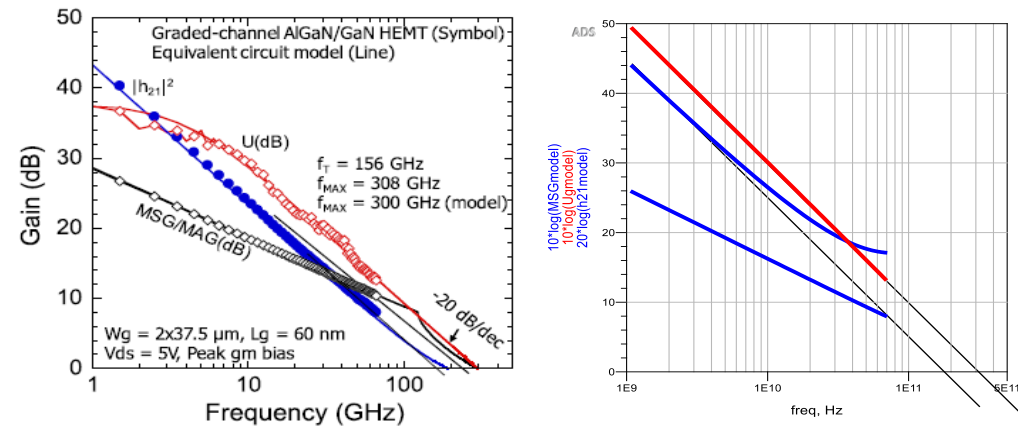 Graded-channel AlGaN/GaN HEMT (Symbol)
Equivalent circuit model (Line)
|h₂₁|²
U(dB)
f_T = 156 GHz
f_MAX = 308 GHz
f_MAX = 300 GHz (model)
MSG/MAG(dB)
-20 dB/dec
Wg = 2x37.5 µm, Lg = 60 nm
Vds = 5V, Peak gm bias
50
40
30
20
10
0
Gain (dB)
1
10
100
Frequency (GHz)
ADS
50
40
30
20
10
0
10*log(MSGmodel)
10*log(Ugmodel)
20*log(h21model)
1E9
1E10
1E11
5E11
freq, Hz